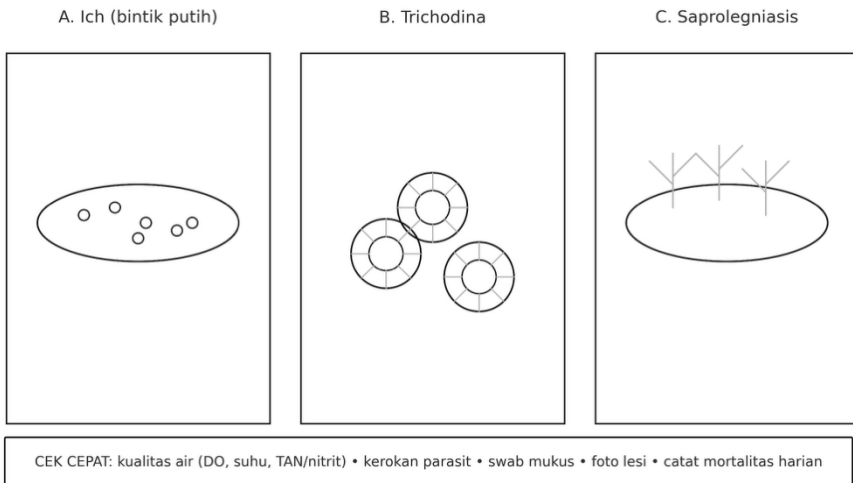 A. Ich (bintik putih)
B. Trichodina
C. Saprolegniasis
CEK CEPAT: kualitas air (DO, suhu, TAN/nitrit) • kerokan parasit • swab mukus • foto lesi • catat mortalitas harian